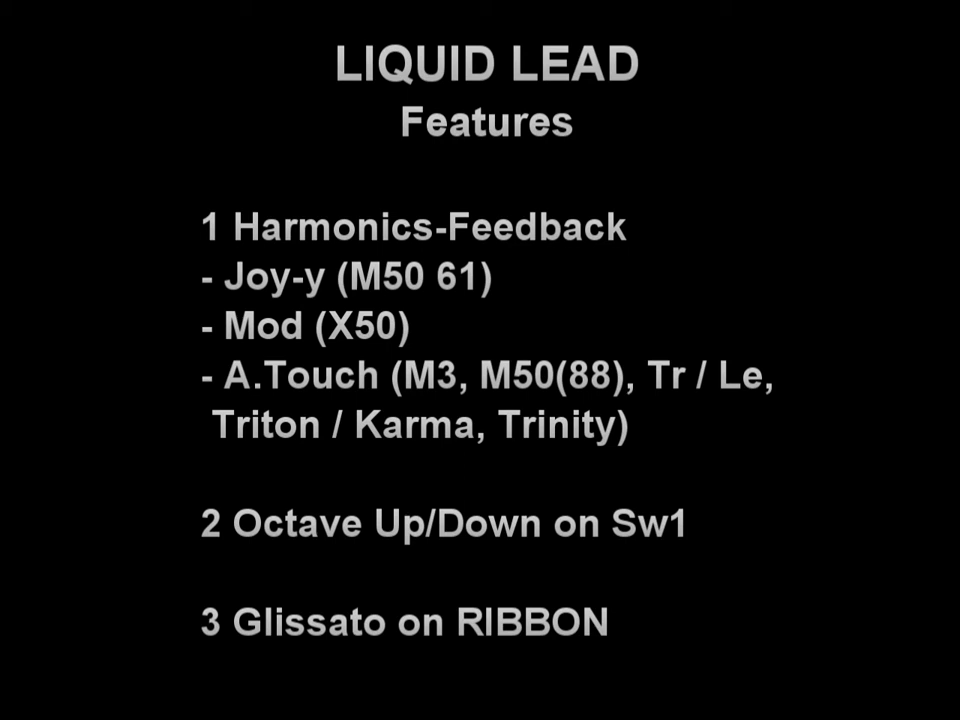 LIQUID LEAD
Features
1 Harmonics-Feedback
- Joy-y (M50 61)
- Mod (X50)
- A.Touch (M3, M50(88), Tr / Le,
Triton / Karma, Trinity)
2 Octave Up/Down on Sw1
3 Glissato on RIBBON